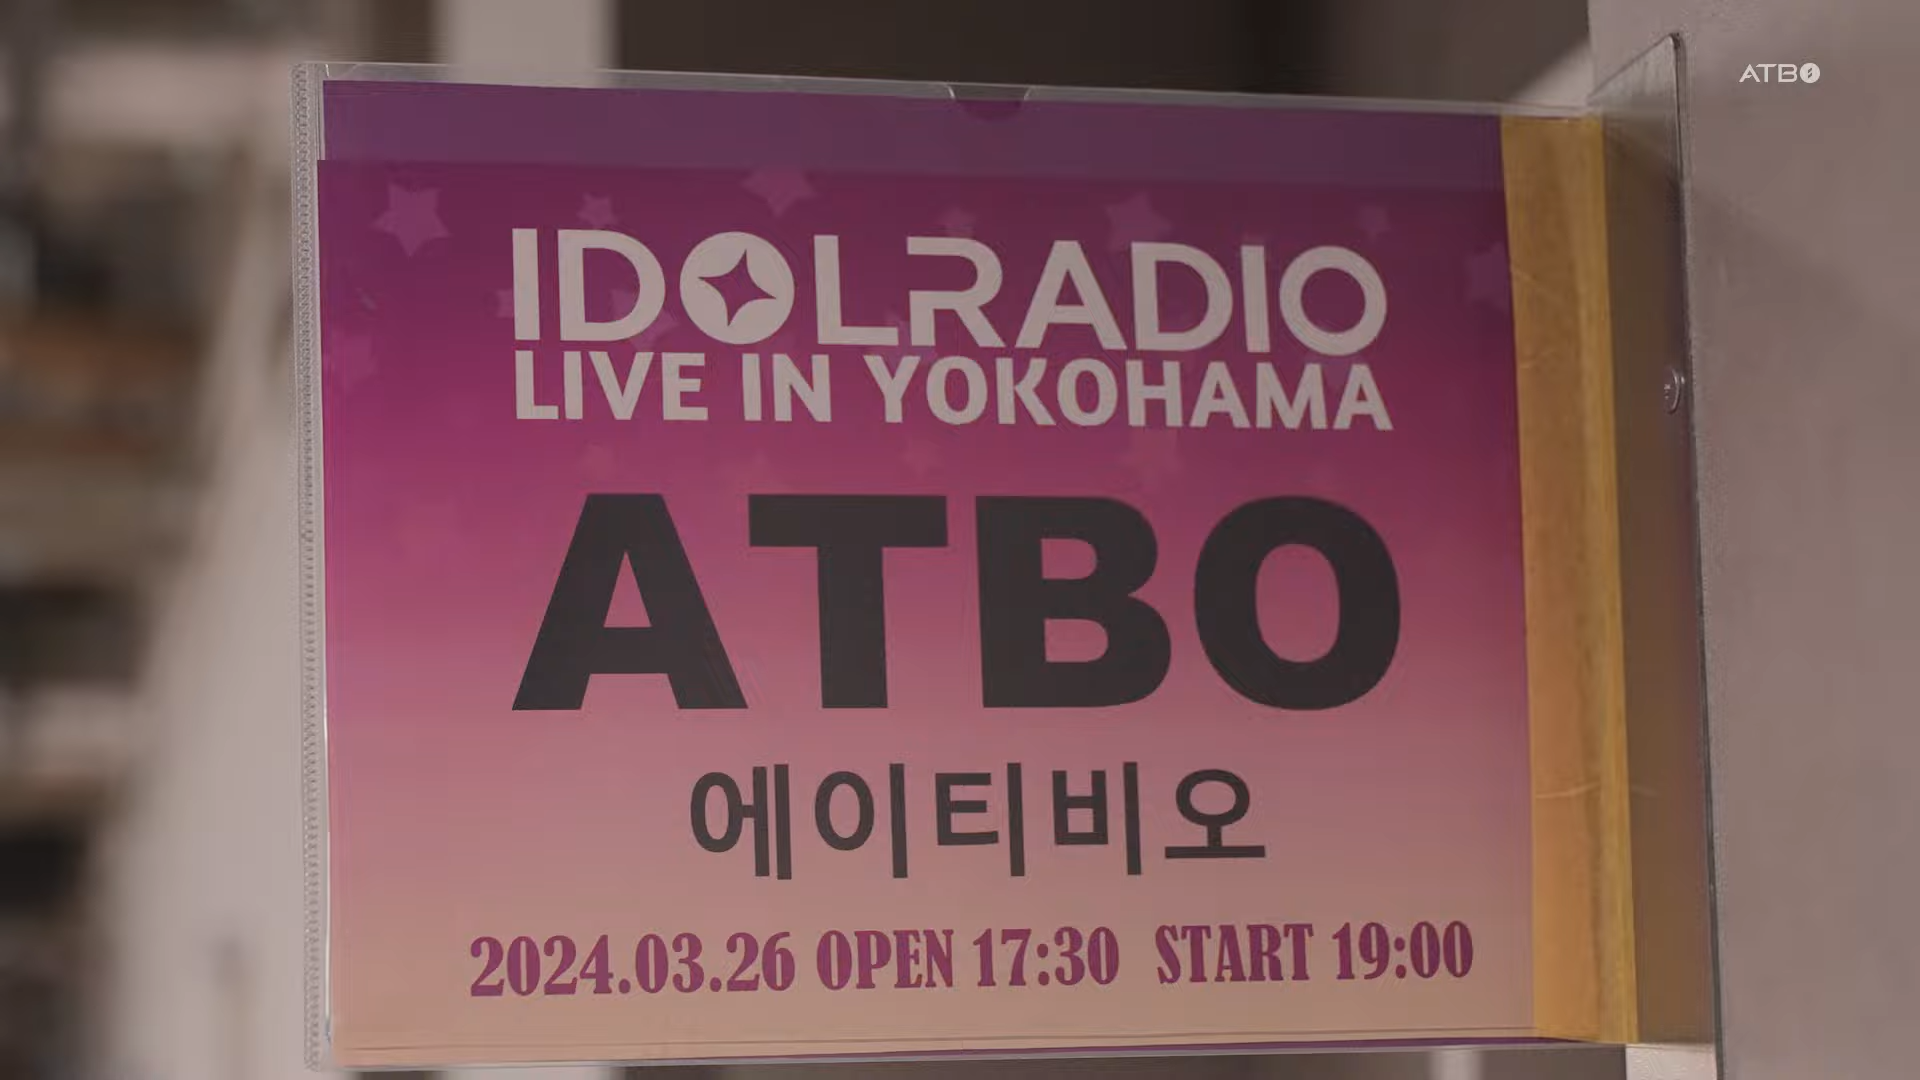 ATBO
IDOLRADIO
LIVE IN YOKOHAMA
ATBO
에이티비오
2024.03.26 OPEN 17:30 START 19:00